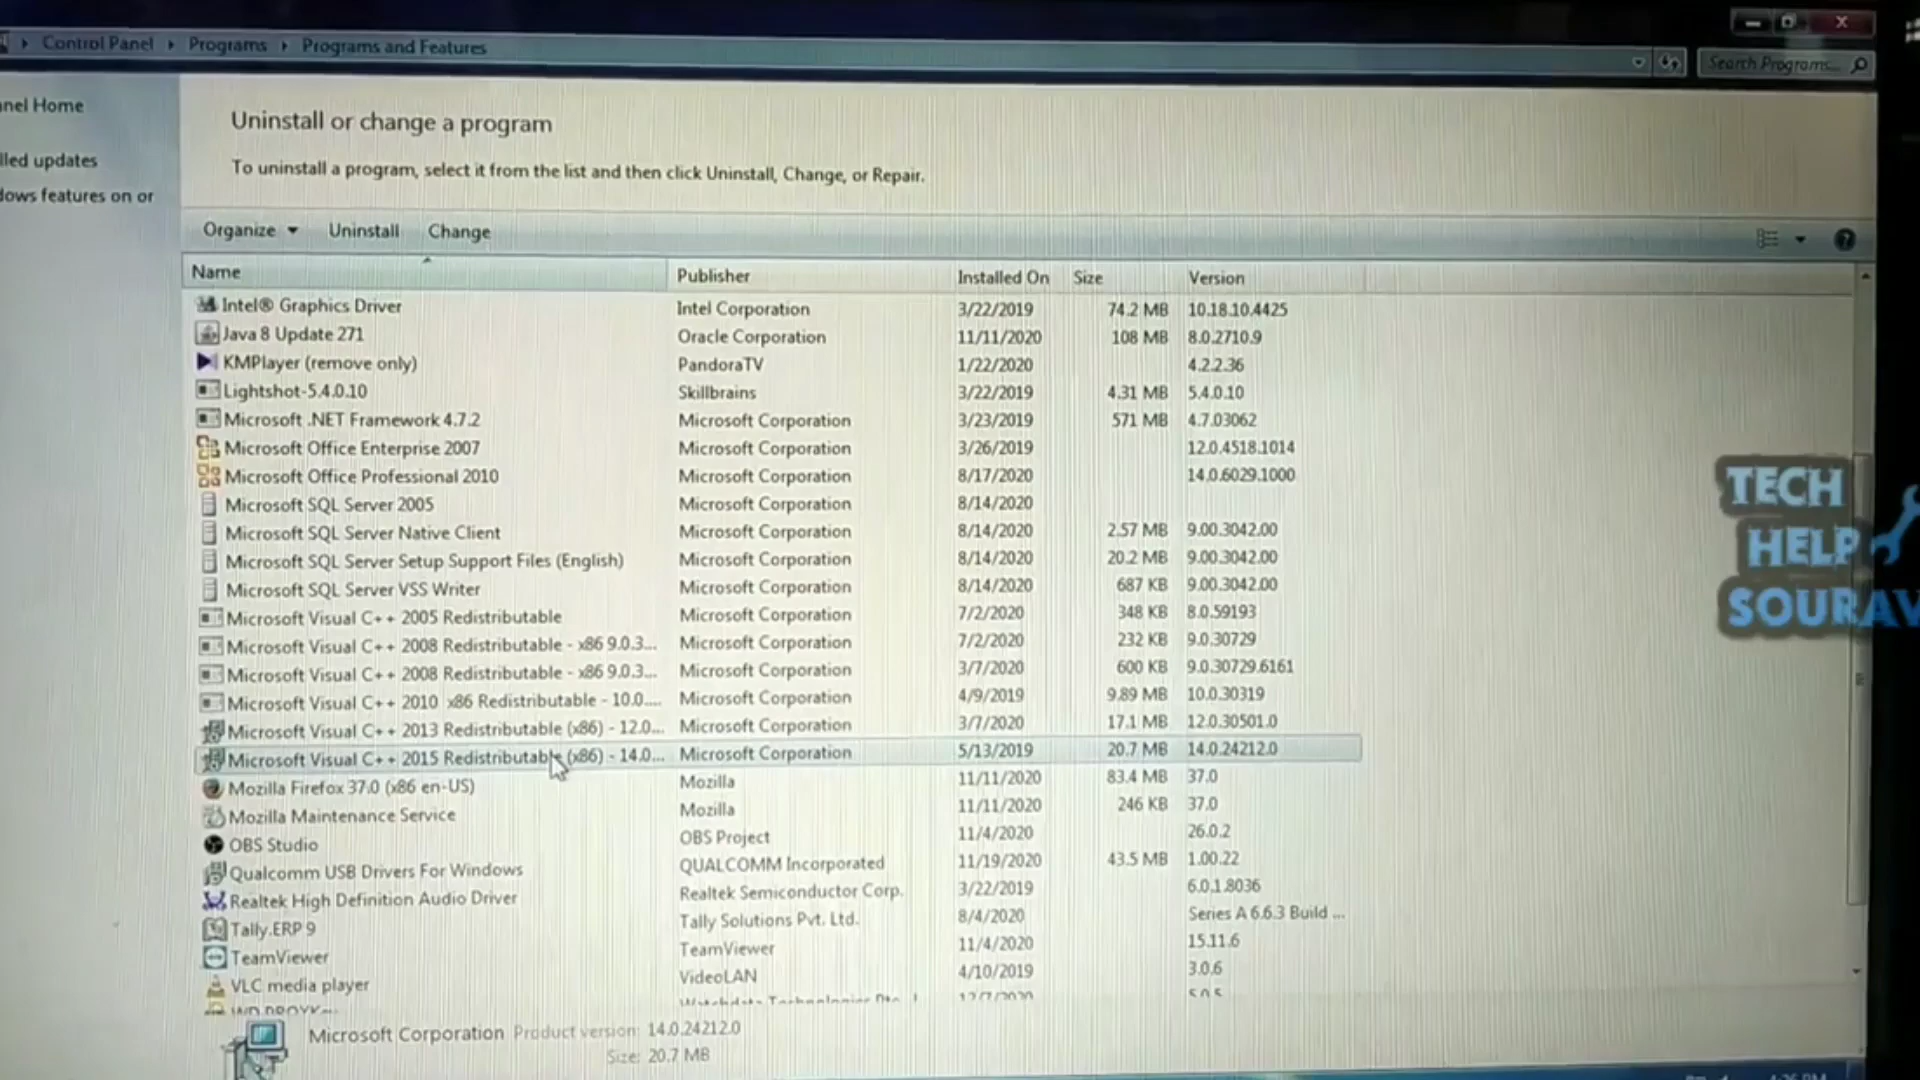 Control Panel ▸ Programs ▸ Programs and Features
Search Programs...
nel Home
Uninstall or change a program
lled updates
To uninstall a program, select it from the list and then click Uninstall, Change, or Repair.
dows features on or
Organize Uninstall Change
Name Publisher Installed On Size Version
Intel® Graphics Driver Intel Corporation 3/22/2019 74.2 MB 10.18.10.4425
Java 8 Update 271 Oracle Corporation 11/11/2020 108 MB 8.0.2710.9
KMPlayer (remove only) PandoraTV 1/22/2020 4.2.2.36
Lightshot-5.4.0.10 Skillbrains 3/22/2019 4.31 MB 5.4.0.10
Microsoft .NET Framework 4.7.2 Microsoft Corporation 3/23/2019 571 MB 4.7.03062
Microsoft Office Enterprise 2007 Microsoft Corporation 3/26/2019 12.0.4518.1014
Microsoft Office Professional 2010 Microsoft Corporation 8/17/2020 14.0.6029.1000
Microsoft SQL Server 2005 Microsoft Corporation 8/14/2020
Microsoft SQL Server Native Client Microsoft Corporation 8/14/2020 2.57 MB 9.00.3042.00
Microsoft SQL Server Setup Support Files (English) Microsoft Corporation 8/14/2020 20.2 MB 9.00.3042.00
Microsoft SQL Server VSS Writer Microsoft Corporation 8/14/2020 687 KB 9.00.3042.00
Microsoft Visual C++ 2005 Redistributable Microsoft Corporation 7/2/2020 348 KB 8.0.59193
Microsoft Visual C++ 2008 Redistributable - x86 9.0.3... Microsoft Corporation 7/2/2020 232 KB 9.0.30729
Microsoft Visual C++ 2008 Redistributable - x86 9.0.3... Microsoft Corporation 3/7/2020 600 KB 9.0.30729.6161
Microsoft Visual C++ 2010 x86 Redistributable - 10.0.... Microsoft Corporation 4/9/2019 9.89 MB 10.0.30319
Microsoft Visual C++ 2013 Redistributable (x86) - 12.0... Microsoft Corporation 3/7/2020 17.1 MB 12.0.30501.0
Microsoft Visual C++ 2015 Redistributable (x86) - 14.0... Microsoft Corporation 5/13/2019 20.7 MB 14.0.24212.0
Mozilla Firefox 37.0 (x86 en-US) Mozilla 11/11/2020 83.4 MB 37.0
Mozilla Maintenance Service Mozilla 11/11/2020 246 KB 37.0
OBS Studio OBS Project 11/4/2020 26.0.2
Qualcomm USB Drivers For Windows QUALCOMM Incorporated 11/19/2020 43.5 MB 1.00.22
Realtek High Definition Audio Driver Realtek Semiconductor Corp. 3/22/2019 6.0.1.8036
Tally.ERP 9 Tally Solutions Pvt. Ltd. 8/4/2020 Series A 6.6.3 Build ...
TeamViewer TeamViewer 11/4/2020 15.11.6
VLC media player VideoLAN 4/10/2019 3.0.6
Microsoft Corporation Product version: 14.0.24212.0
Size: 20.7 MB
TECH
HELP
SOURAV